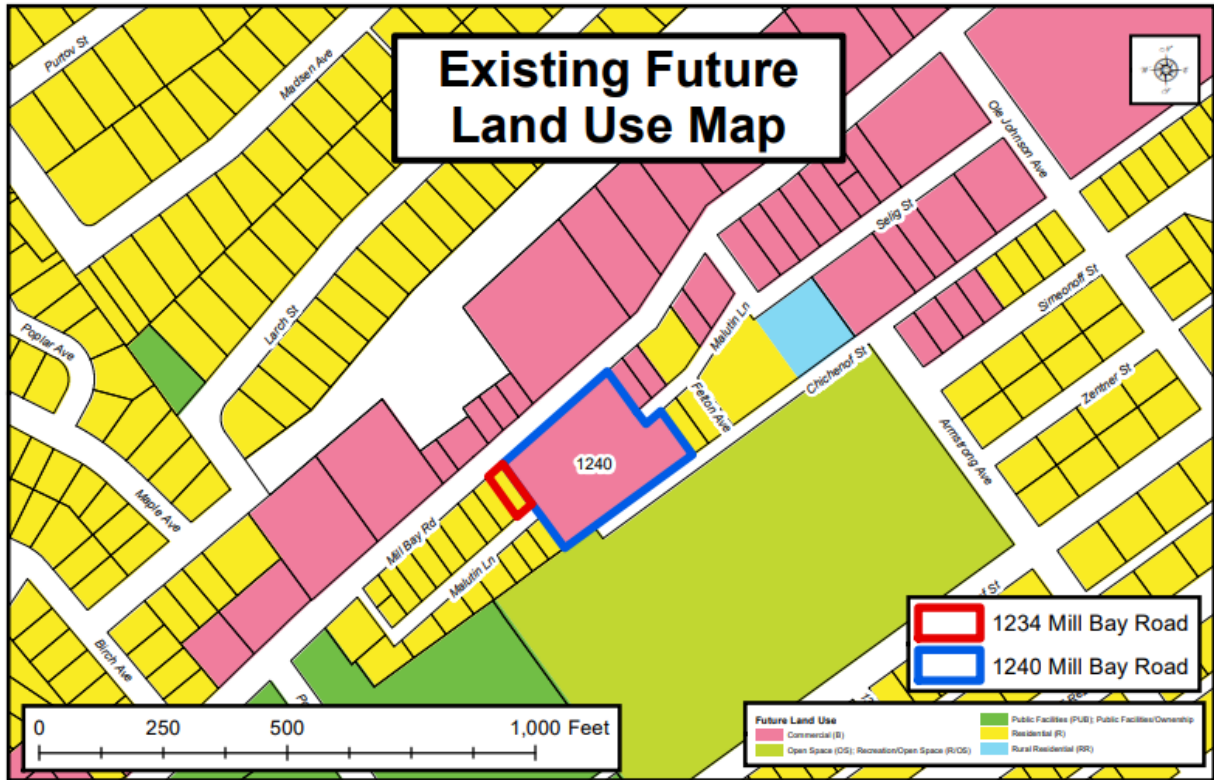 Existing Future
Land Use Map
Purtov St
Madsen Ave
Ole Johnson Ave
Selig St
Simeonoff St
Poplar Ave
Larch St
Malutin Ln
Chichenof St
Zentner St
Felton Ave
Armstrong Ave
1240
Maple Ave
Mill Bay Rd
Malutin Ln
Birch Ave
St
1234 Mill Bay Road
1240 Mill Bay Road
0 250 500 1,000 Feet
Future Land Use
Commercial (B)
Open Space (OS); Recreation/Open Space (R/OS)
Public Facilities (PUB); Public Facilities/Ownership
Residential (R)
Rural Residential (RR)